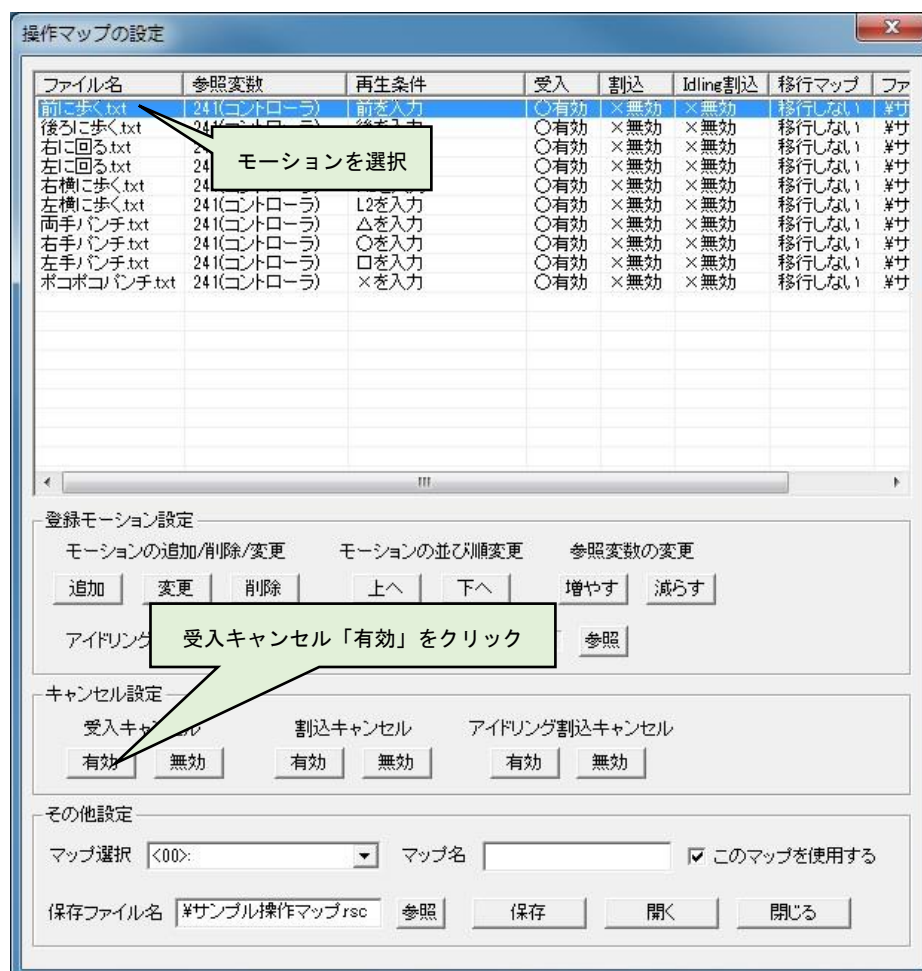 操作マップの設定
ファイル名 参照変数 再生条件 受入 割込 Idling割込 移行マップ ファ
前に歩く.txt 241(コントローラ) 前を入力 〇有効 ×無効 ×無効 移行しない ¥サ
後ろに歩く.txt 〇有効 ×無効 ×無効 移行しない ¥サ
右に回る.txt 〇有効 ×無効 ×無効 移行しない ¥サ
左に回る.txt 24 〇有効 ×無効 ×無効 移行しない ¥サ
右横に歩く.txt 〇有効 ×無効 ×無効 移行しない ¥サ
左横に歩く.txt 241(コントローラ) L2を入力 〇有効 ×無効 ×無効 移行しない ¥サ
両手パンチ.txt 241(コントローラ) △を入力 〇有効 ×無効 ×無効 移行しない ¥サ
右手パンチ.txt 241(コントローラ) 〇を入力 〇有効 ×無効 ×無効 移行しない ¥サ
左手パンチ.txt 241(コントローラ) □を入力 〇有効 ×無効 ×無効 移行しない ¥サ
ポコポコパンチ.txt 241(コントローラ) ×を入力 〇有効 ×無効 ×無効 移行しない ¥サ
モーションを選択
登録モーション設定
モーションの追加/削除/変更 モーションの並び順変更 参照変数の変更
追加 変更 削除 上へ 下へ 増やす 減らす
アイドリング 参照
受入キャンセル「有効」をクリック
キャンセル設定
受入キャンセル 割込キャンセル アイドリング割込キャンセル
有効 無効 有効 無効 有効 無効
その他設定
マップ選択 <00>: マップ名 このマップを使用する
保存ファイル名 ¥サンプル操作マップ.rsc 参照 保存 開く 閉じる